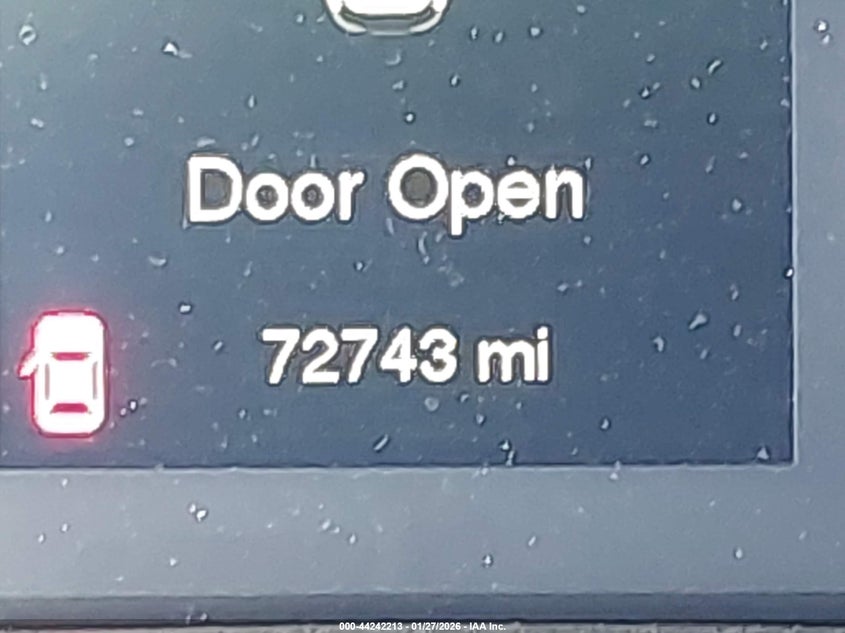 Door Open
72743 mi
000-44242213 - 01/27/2026 - IAA Inc.